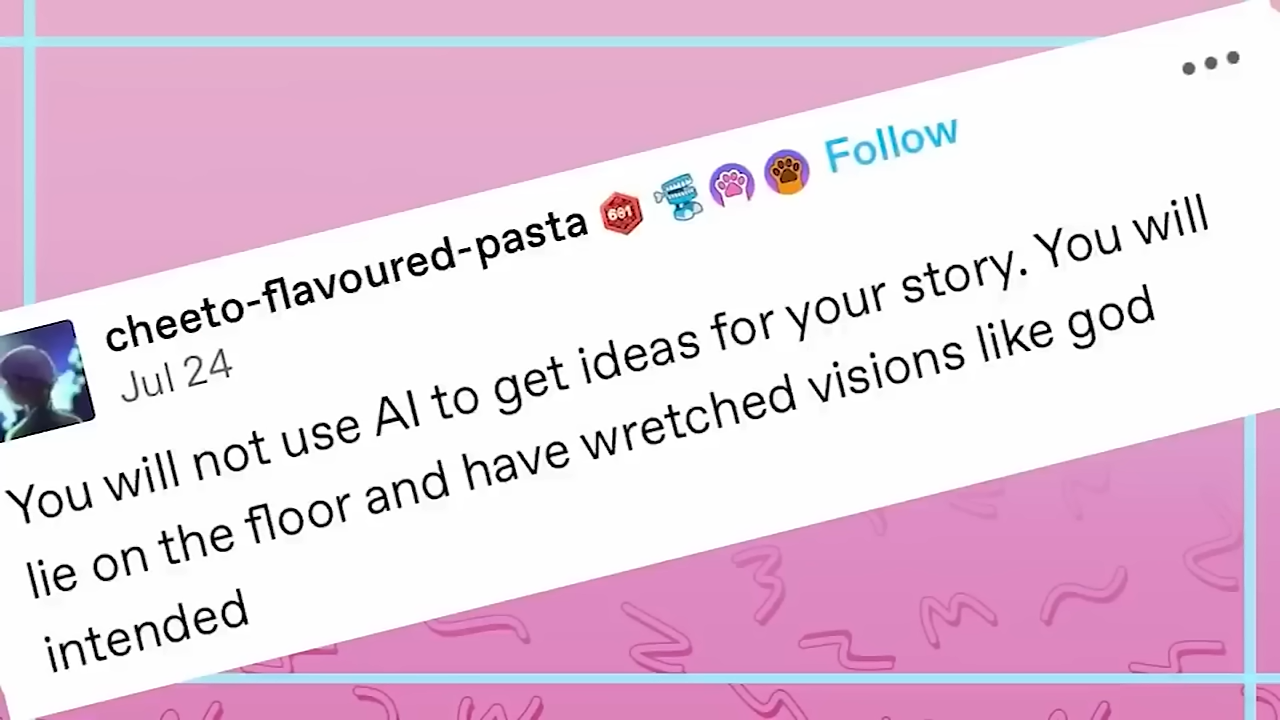 cheeto-flavoured-pasta 601 Follow
Jul 24
You will not use AI to get ideas for your story. You will
lie on the floor and have wretched visions like god
intended